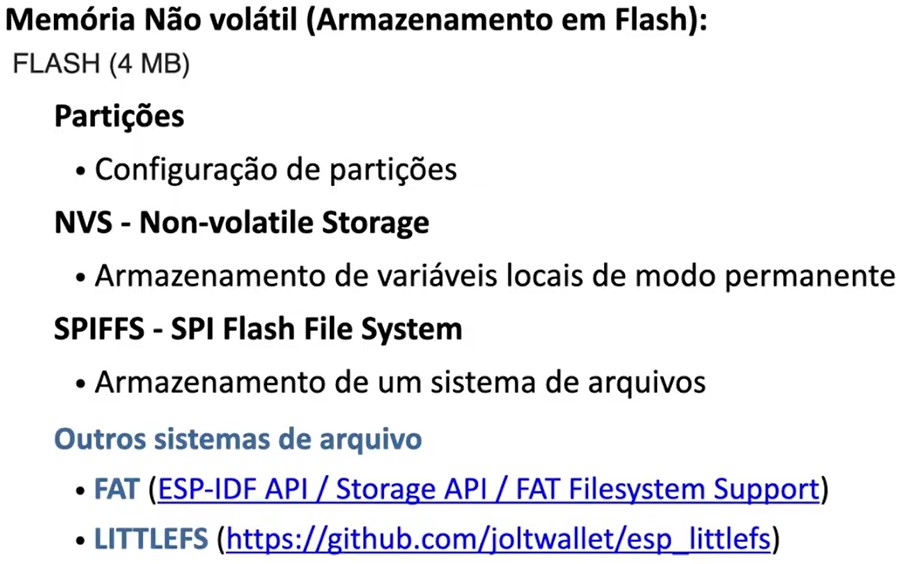 Memória Não volátil (Armazenamento em Flash):
FLASH (4 MB)
Partições
• Configuração de partições
NVS - Non-volatile Storage
• Armazenamento de variáveis locais de modo permanente
SPIFFS - SPI Flash File System
• Armazenamento de um sistema de arquivos
Outros sistemas de arquivo
• FAT (ESP-IDF API / Storage API / FAT Filesystem Support)
• LITTLEFS (https://github.com/joltwallet/esp_littlefs)